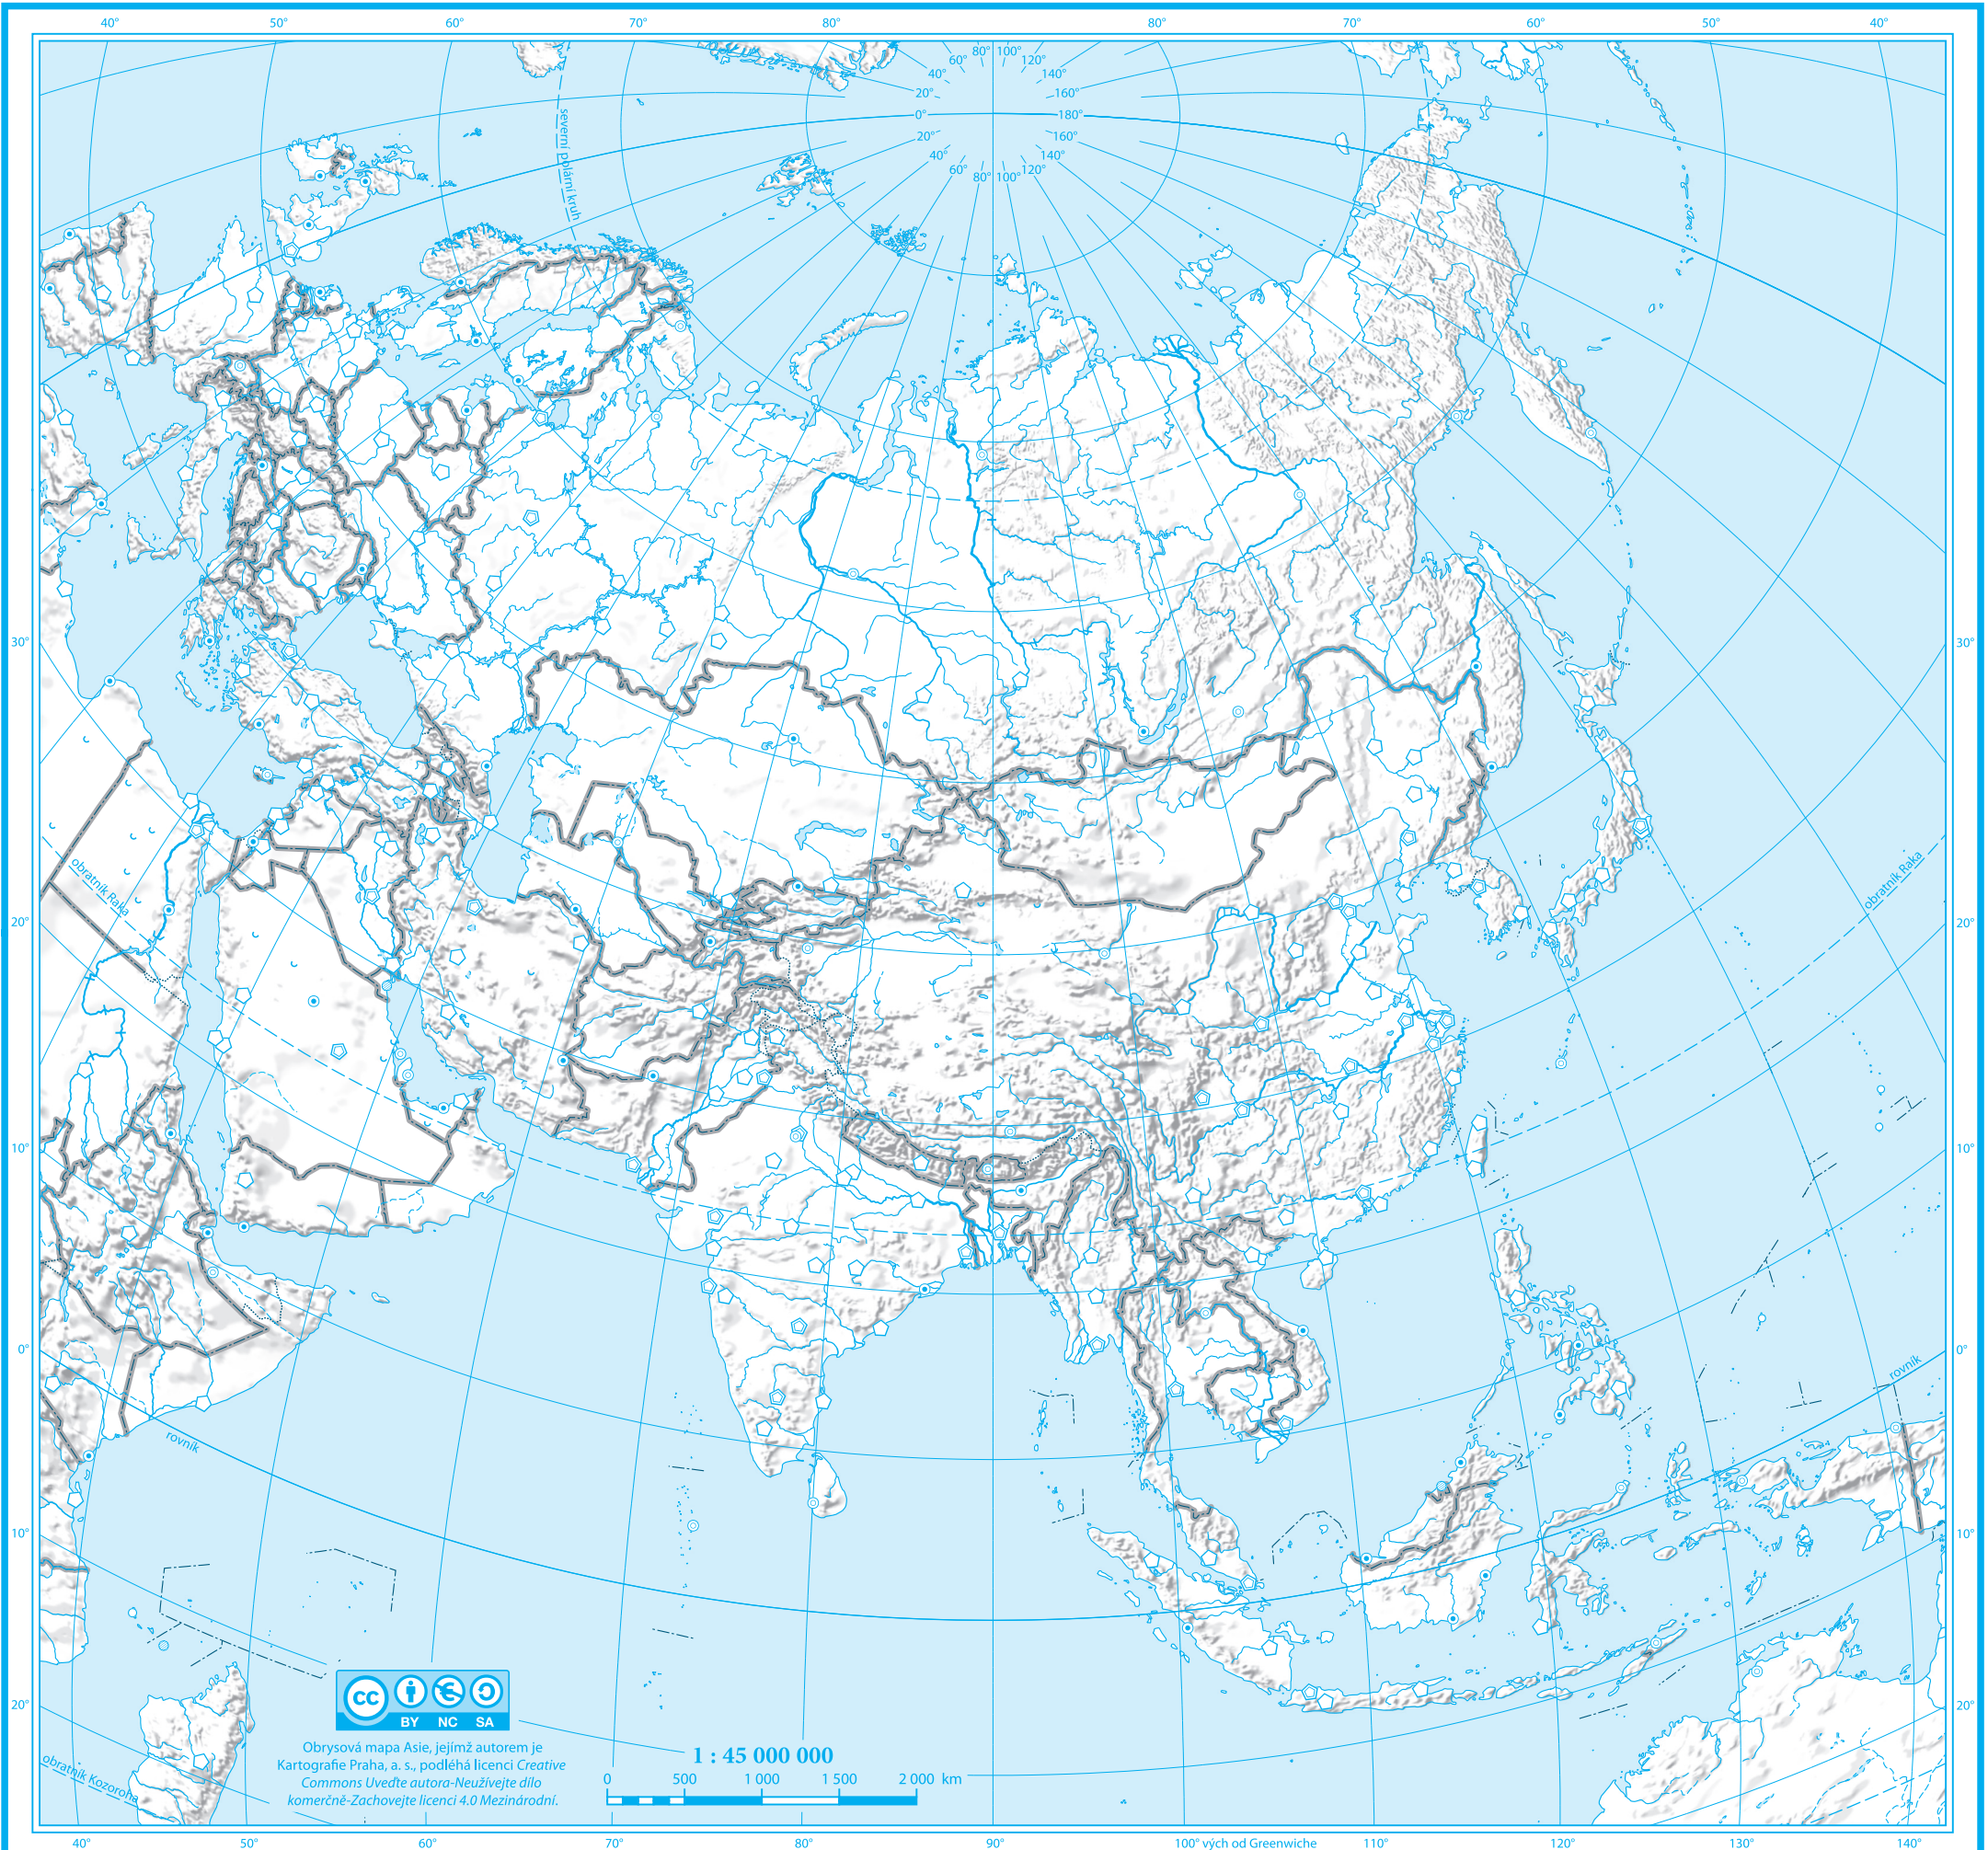 40° 50° 60° 70° 80° 80° 70° 60° 50° 40°
80° 100°
60° 120°
40° 140°
20° 160°
0° 180°
20° 160°
40° 140°
60° 80° 100° 120°
severní polární kruh
30° 30°
obratník Raka
obratník Raka
20° 20°
10° 10°
0° 0°
rovník
rovník
10° 10°
20° 20°
obratník Kozoroha
cc
BY NC SA
Obrysová mapa Asie, jejímž autorem je
Kartografie Praha, a. s., podléhá licenci Creative
Commons Uveďte autora-Neužívejte dílo
komerčně-Zachovejte licenci 4.0 Mezinárodní.
1 : 45 000 000
0 500 1 000 1 500 2 000 km
40° 50° 60° 70° 80° 90° 100° vých od Greenwiche 110° 120° 130° 140°